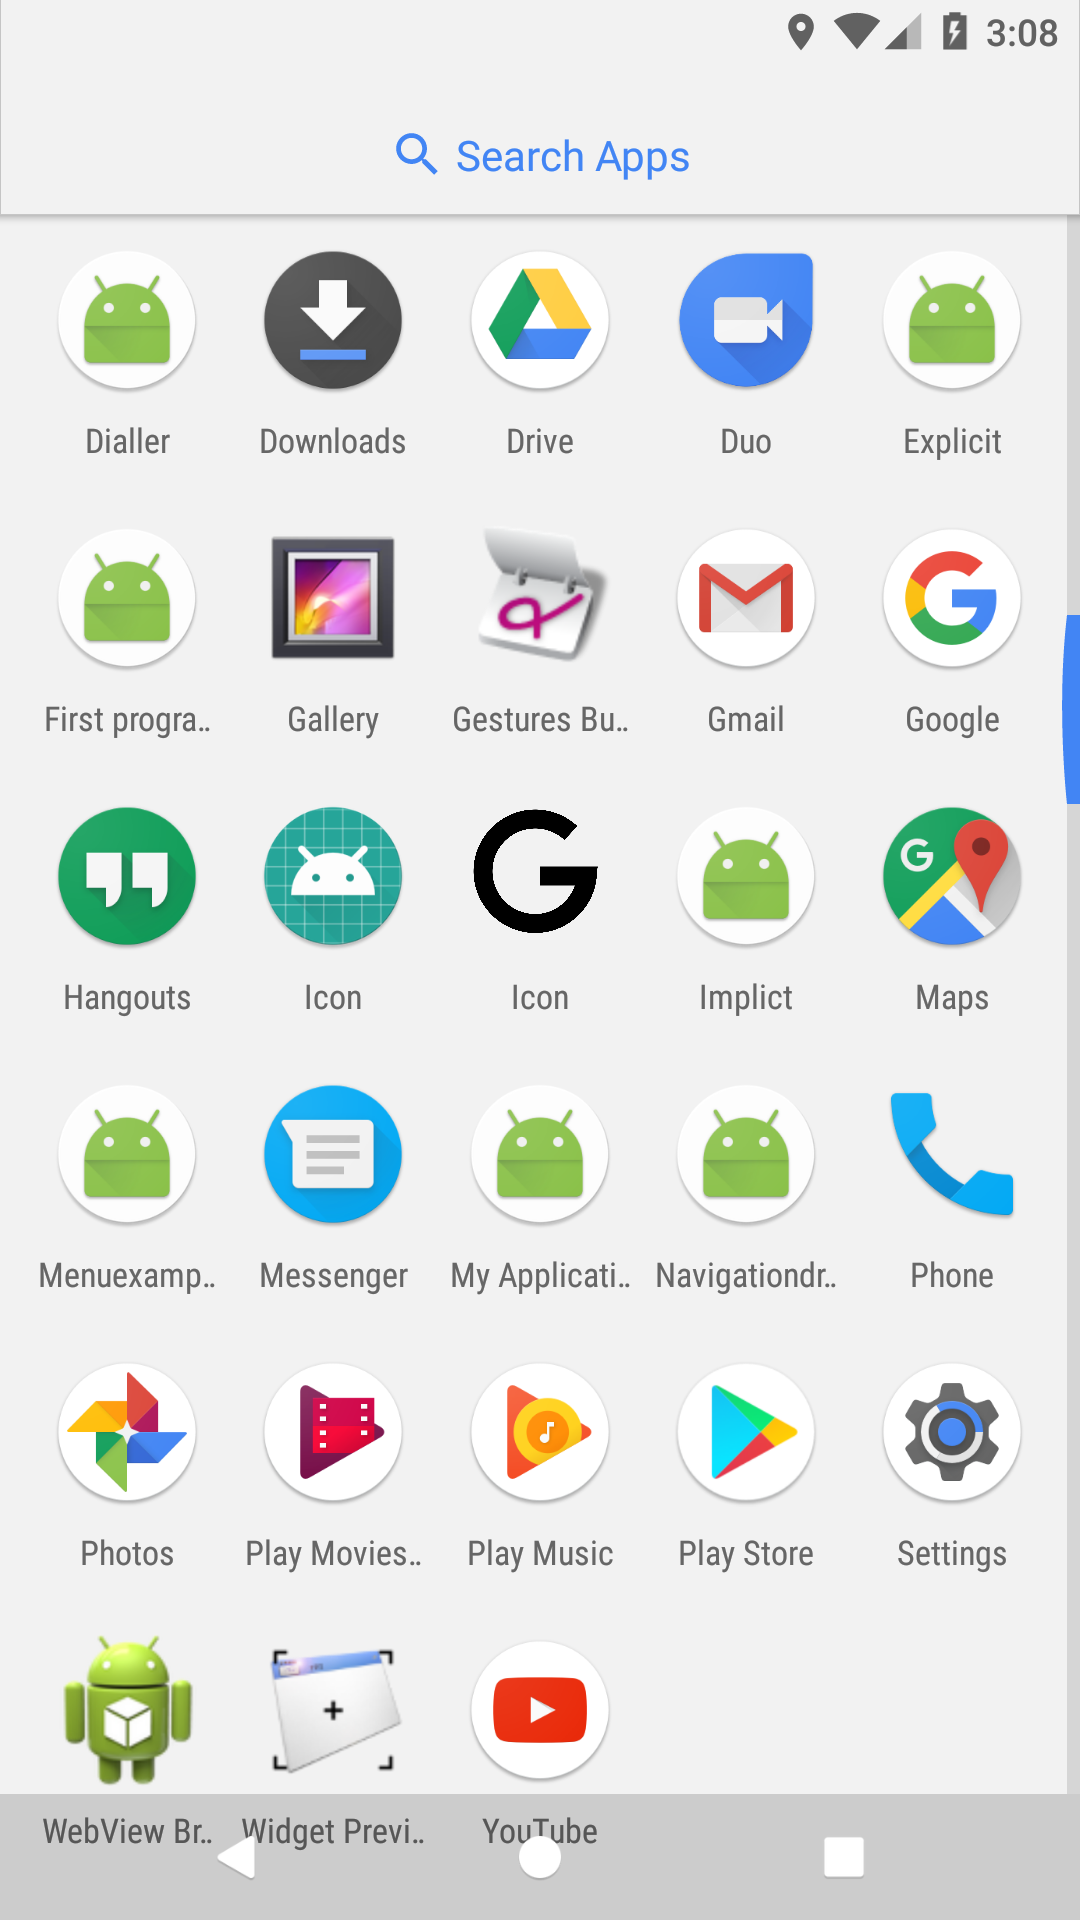 3:08
Search Apps
Dialler Downloads Drive Duo Explicit
First progra.. Gallery Gestures Bu.. Gmail Google
Hangouts Icon Icon Implict Maps
Menuexamp.. Messenger My Applicati.. Navigationdr.. Phone
Photos Play Movies.. Play Music Play Store Settings
WebView Br.. Widget Previ.. YouTube